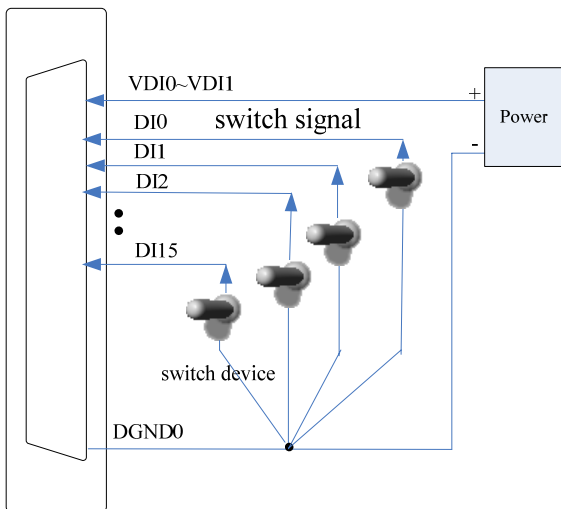 VDI0~VDI1
+
Power
DI0
switch signal
-
DI1
DI2
DI15
switch device
DGND0